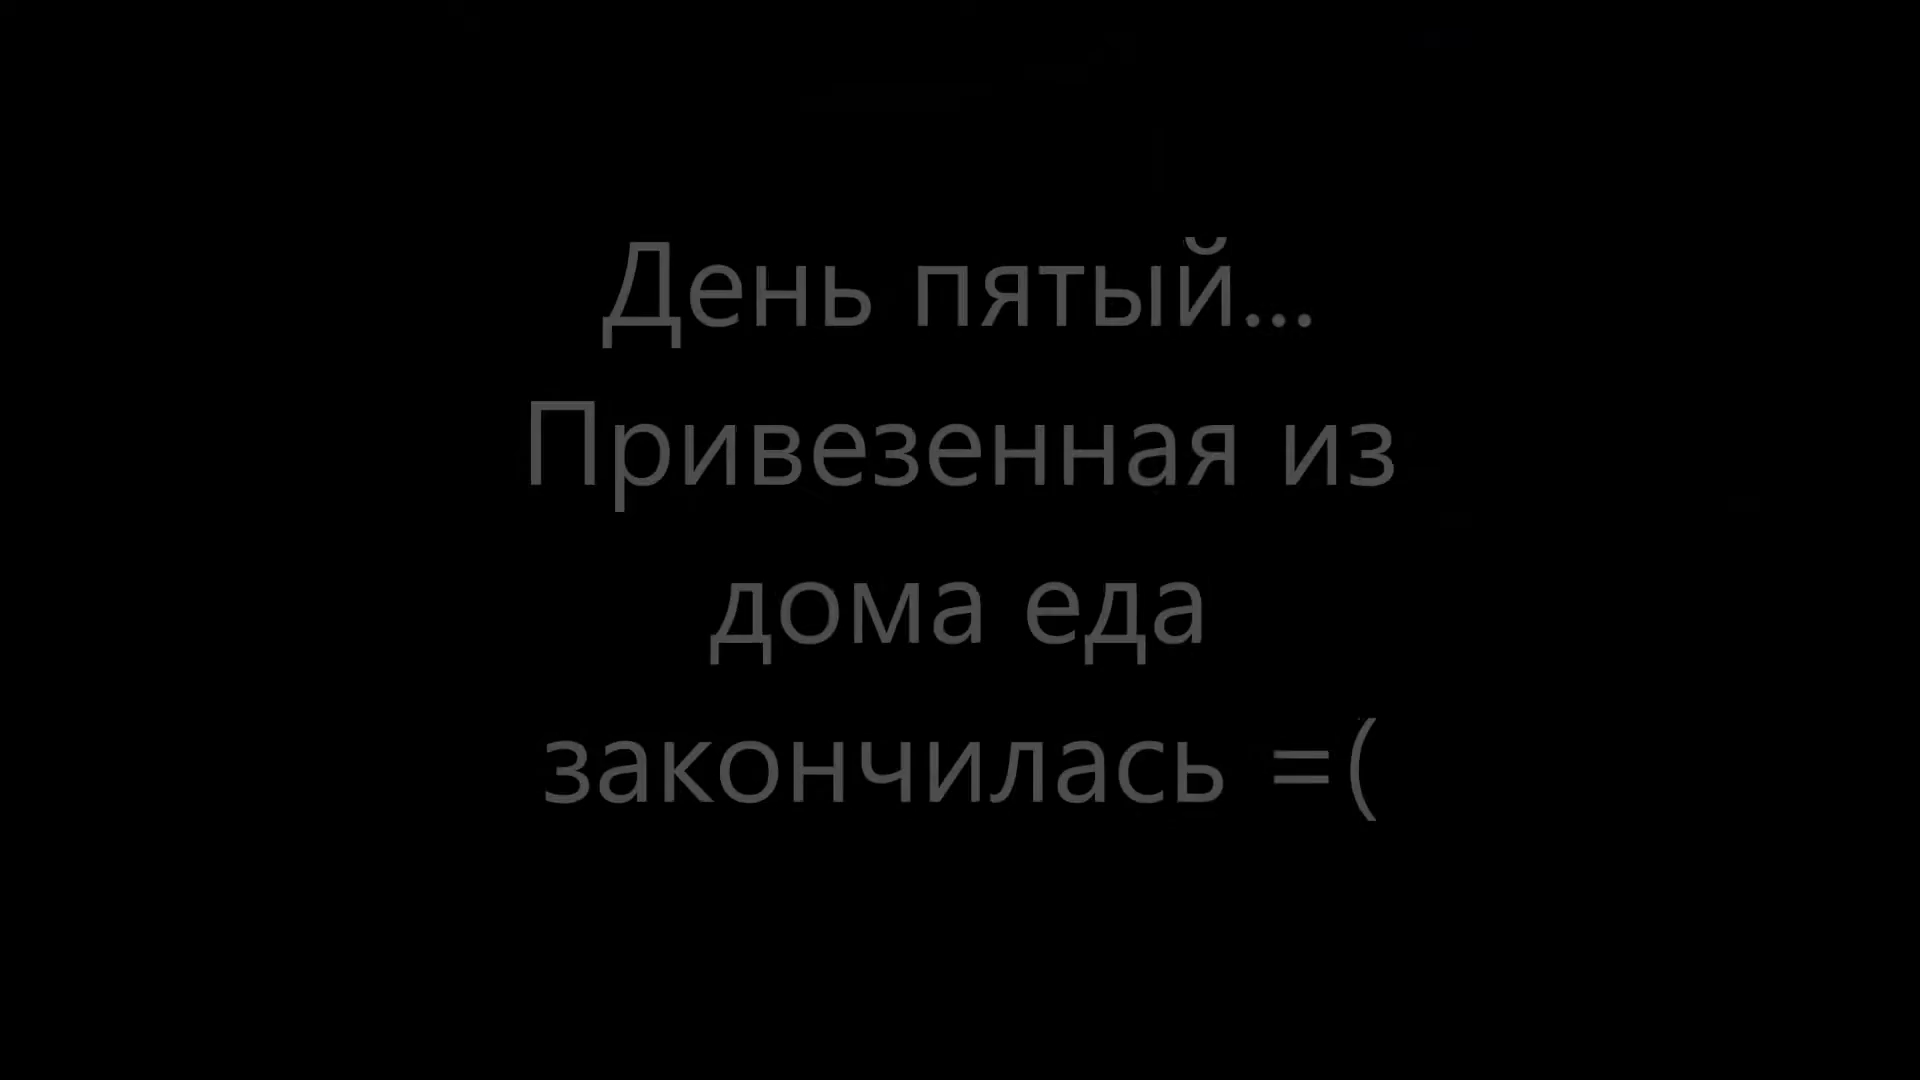 День пятый...
Привезенная из
дома еда
закончилась =(